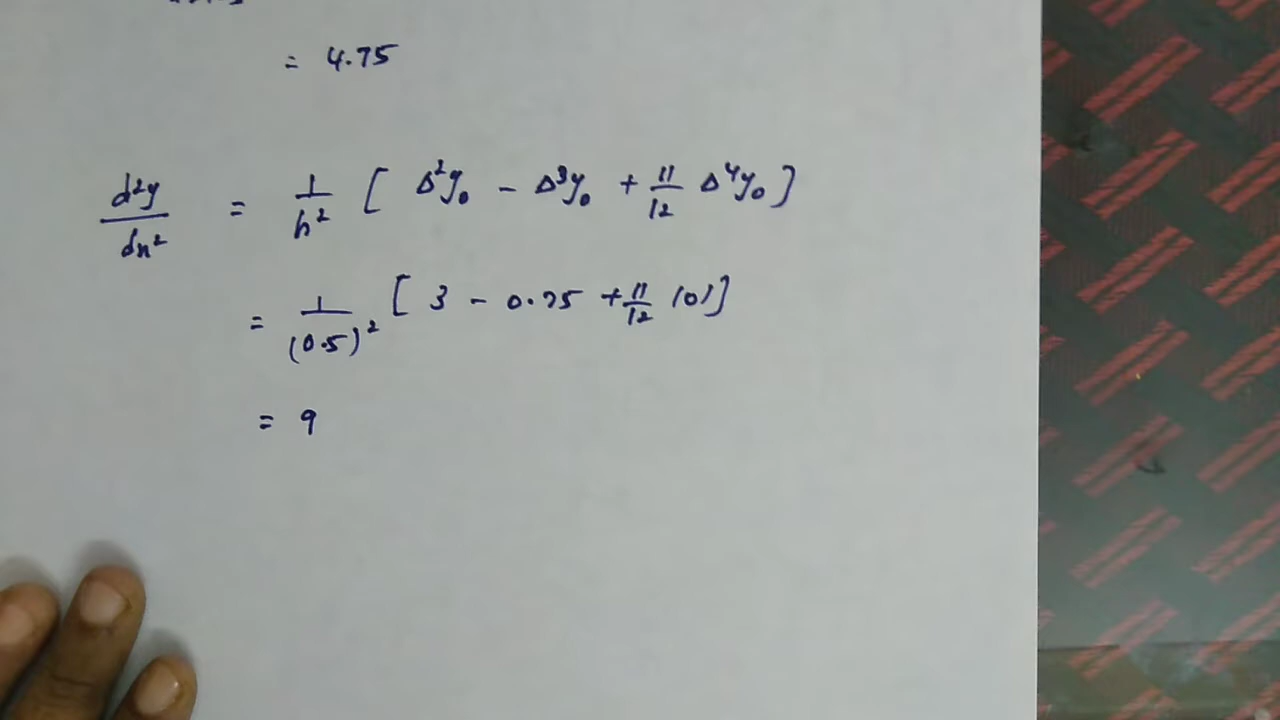 = 4.75
d²y/dx² = 1/h² [ Δ²y₀ - Δ³y₀ + 11/12 Δ⁴y₀ ]
= 1/(0.5)² [ 3 - 0.75 + 11/12 (0) ]
= 9